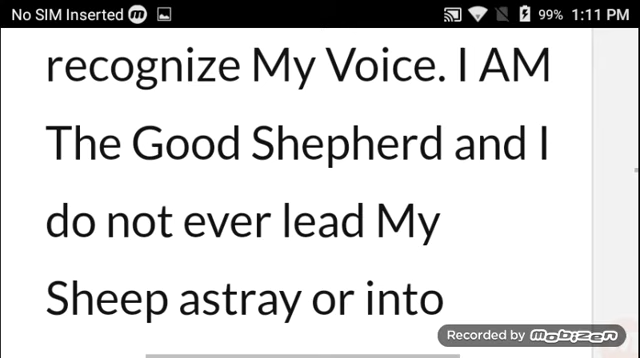 No SIM Inserted m 99% 1:11 PM
recognize My Voice. I AM
The Good Shepherd and I
do not ever lead My
Sheep astray or into
Recorded by mobizen